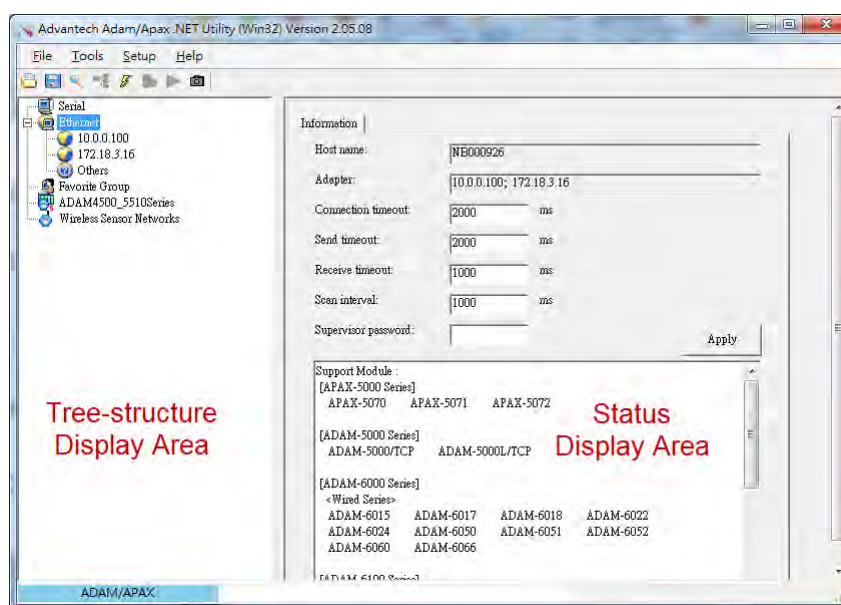 Advantech Adam/Apax .NET Utility (Win32) Version 2.05.08
File Tools Setup Help
Serial
Ethernet
10.0.0.100
172.18.3.16
Others
Favorite Group
ADAM4500_5510Series
Wireless Sensor Networks
Tree-structure
Display Area
Information
Host name: NB000926
Adapter: 10.0.0.100; 172.18.3.16
Connection timeout: 2000 ms
Send timeout: 2000 ms
Receive timeout: 1000 ms
Scan interval: 1000 ms
Supervisor password:
Apply
Support Module :
[APAX-5000 Series]
APAX-5070 APAX-5071 APAX-5072
[ADAM-5000 Series]
ADAM-5000/TCP ADAM-5000L/TCP
[ADAM-6000 Series]
<Wired Series>
ADAM-6015 ADAM-6017 ADAM-6018 ADAM-6022
ADAM-6024 ADAM-6050 ADAM-6051 ADAM-6052
ADAM-6060 ADAM-6066
[ADAM-6100 Series]
Status
Display Area
ADAM/APAX